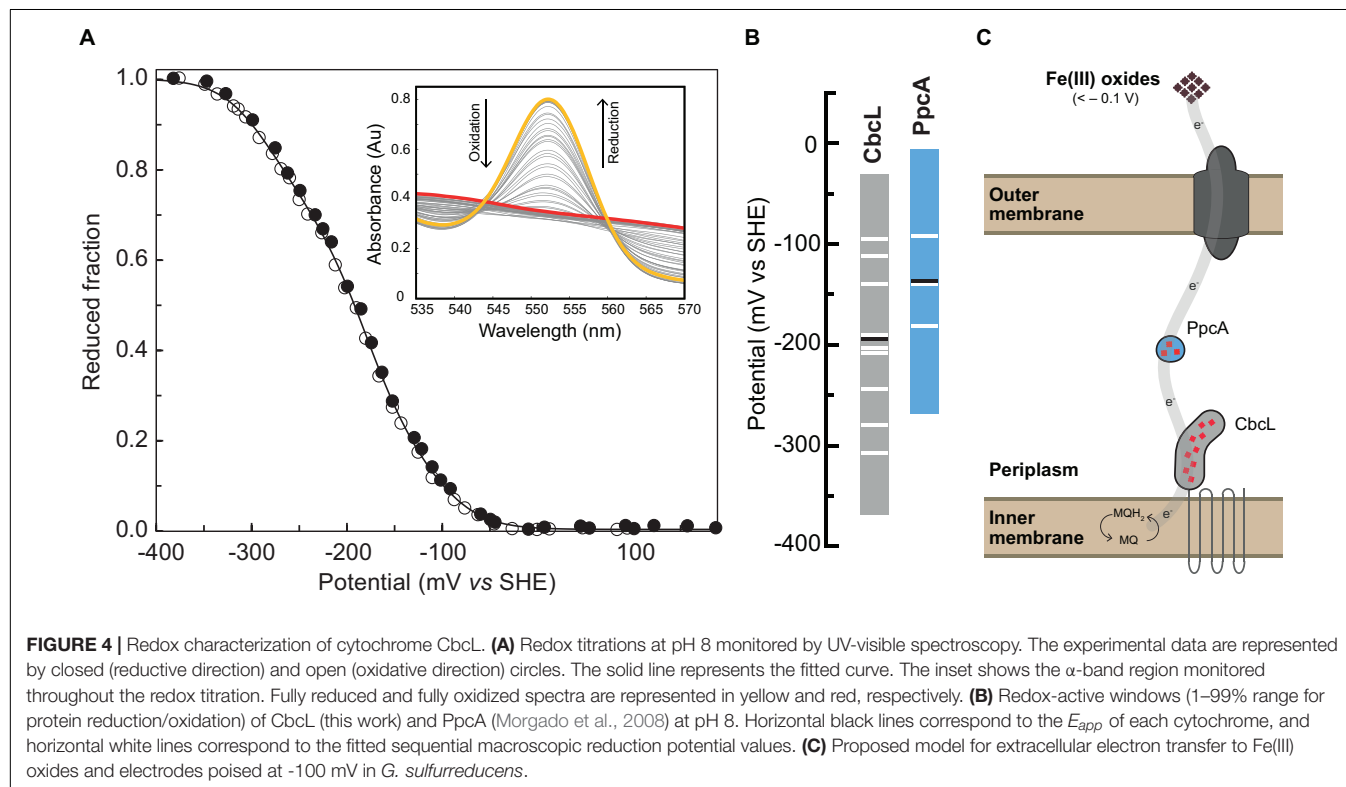 A
1.0
0.8
0.6
0.4
0.2
0.0
-400
-300
-200
-100
100
Reduced fraction
Potential (mV vs SHE)
0.8
0.6
0.4
0.2
0
535
540
545
550
555
560
565
570
Absorbance (Au)
Wavelength (nm)
Oxidation
Reduction
B
CbcL
PpcA
0
-100
-200
-300
-400
Potential (mV vs SHE)
C
Fe(III) oxides
(< – 0.1 V)
e-
Outer
membrane
e-
PpcA
e-
CbcL
Periplasm
Inner
membrane
MQH2
MQ
e-
FIGURE 4 | Redox characterization of cytochrome CbcL. (A) Redox titrations at pH 8 monitored by UV-visible spectroscopy. The experimental data are represented
by closed (reductive direction) and open (oxidative direction) circles. The solid line represents the fitted curve. The inset shows the α-band region monitored
throughout the redox titration. Fully reduced and fully oxidized spectra are represented in yellow and red, respectively. (B) Redox-active windows (1–99% range for
protein reduction/oxidation) of CbcL (this work) and PpcA (Morgado et al., 2008) at pH 8. Horizontal black lines correspond to the Eapp of each cytochrome, and
horizontal white lines correspond to the fitted sequential macroscopic reduction potential values. (C) Proposed model for extracellular electron transfer to Fe(III)
oxides and electrodes poised at -100 mV in G. sulfurreducens.